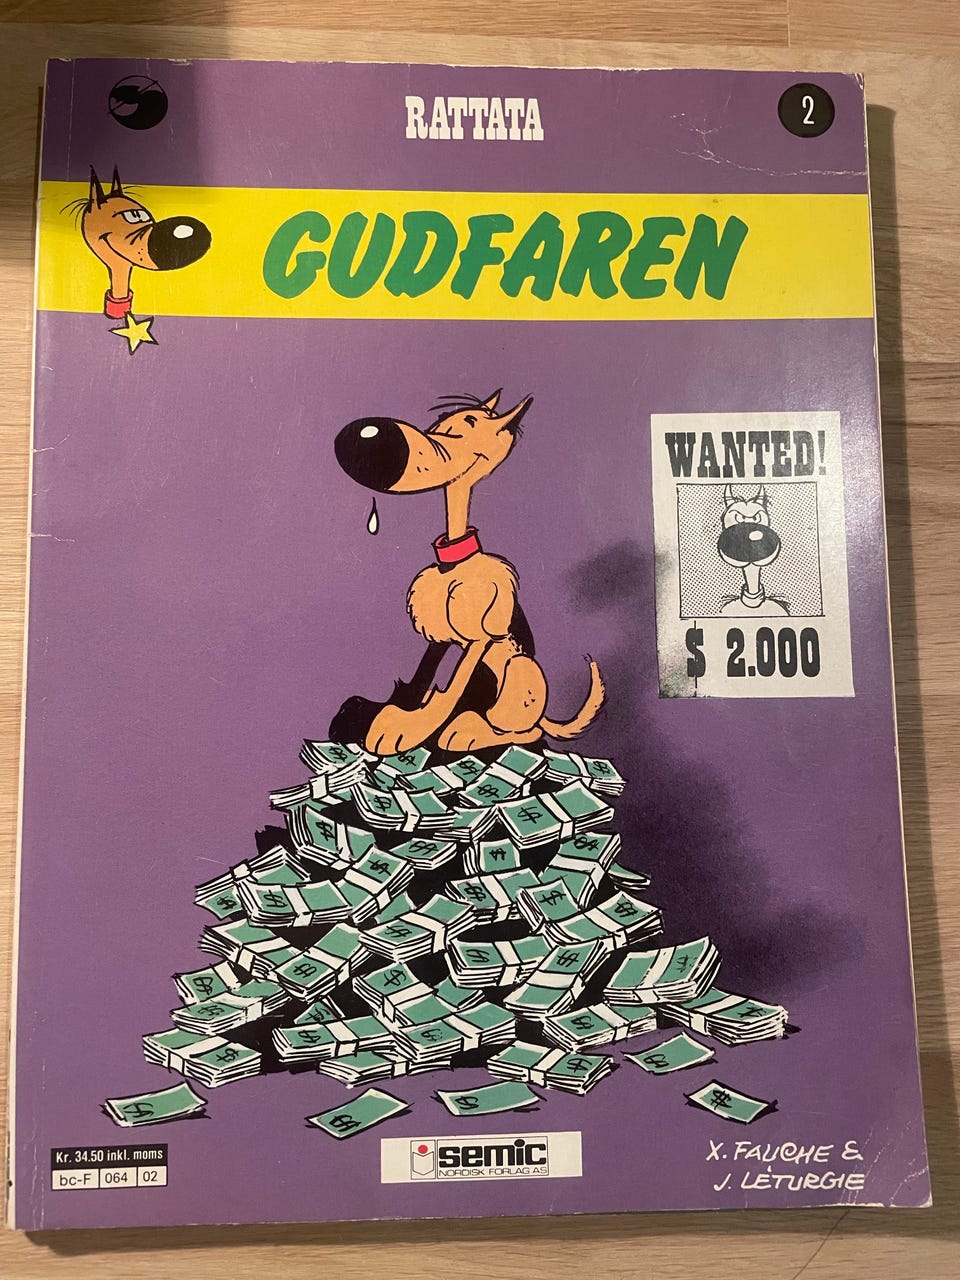 RATTATA
2
GUDFAREN
WANTED!
$ 2.000
Kr. 34.50 inkl. moms
bc-F 064 02
semic
NORDISK FORLAG AS
X. FAUCHE &
J. LÉTURGIE